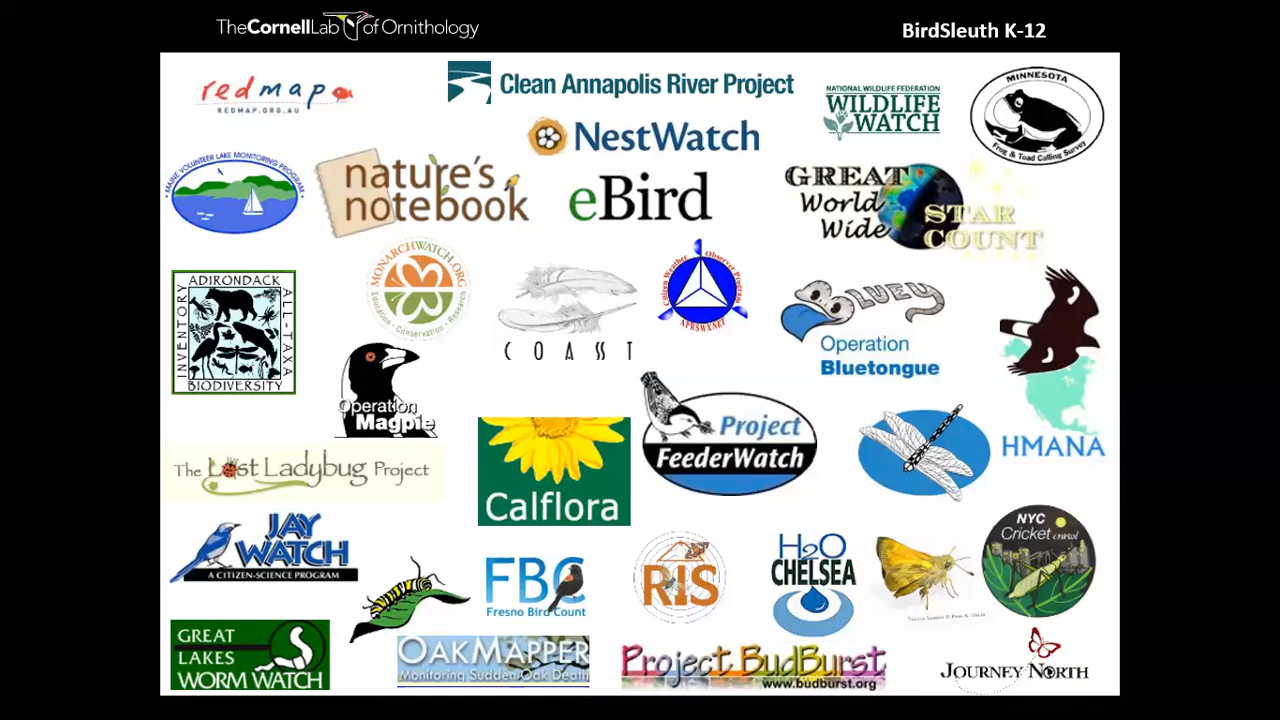 TheCornellLab of Ornithology
BirdSleuth K-12
redmap
REDMAP.ORG.AU
Clean Annapolis River Project
NATIONAL WILDLIFE FEDERATION
WILDLIFE
WATCH
MINNESOTA
Frog & Toad Calling Survey
NestWatch
MAINE VOLUNTEER LAKE MONITORING PROGRAM
nature's
notebook
eBird
GREAT
World
Wide
STAR
COUNT
ADIRONDACK
ALL-TAXA
BIODIVERSITY
INVENTORY
MONARCHWATCH.ORG
Education · Conservation · Research
COASST
Citizen Weather Observer Program
APRSWXNET
BLUEY
Operation
Bluetongue
HMANA
Operation
Magpie
Project
FeederWatch
The Lost Ladybug Project
Calflora
JAY
WATCH
A CITIZEN-SCIENCE PROGRAM
FBC
Fresno Bird Count
RIS
H2O
CHELSEA
NYC
Cricket crawl
GREAT
LAKES
WORM WATCH
OAKMAPPER
Monitoring Sudden Oak Death
Project BudBurst
www.budburst.org
JOURNEY NORTH